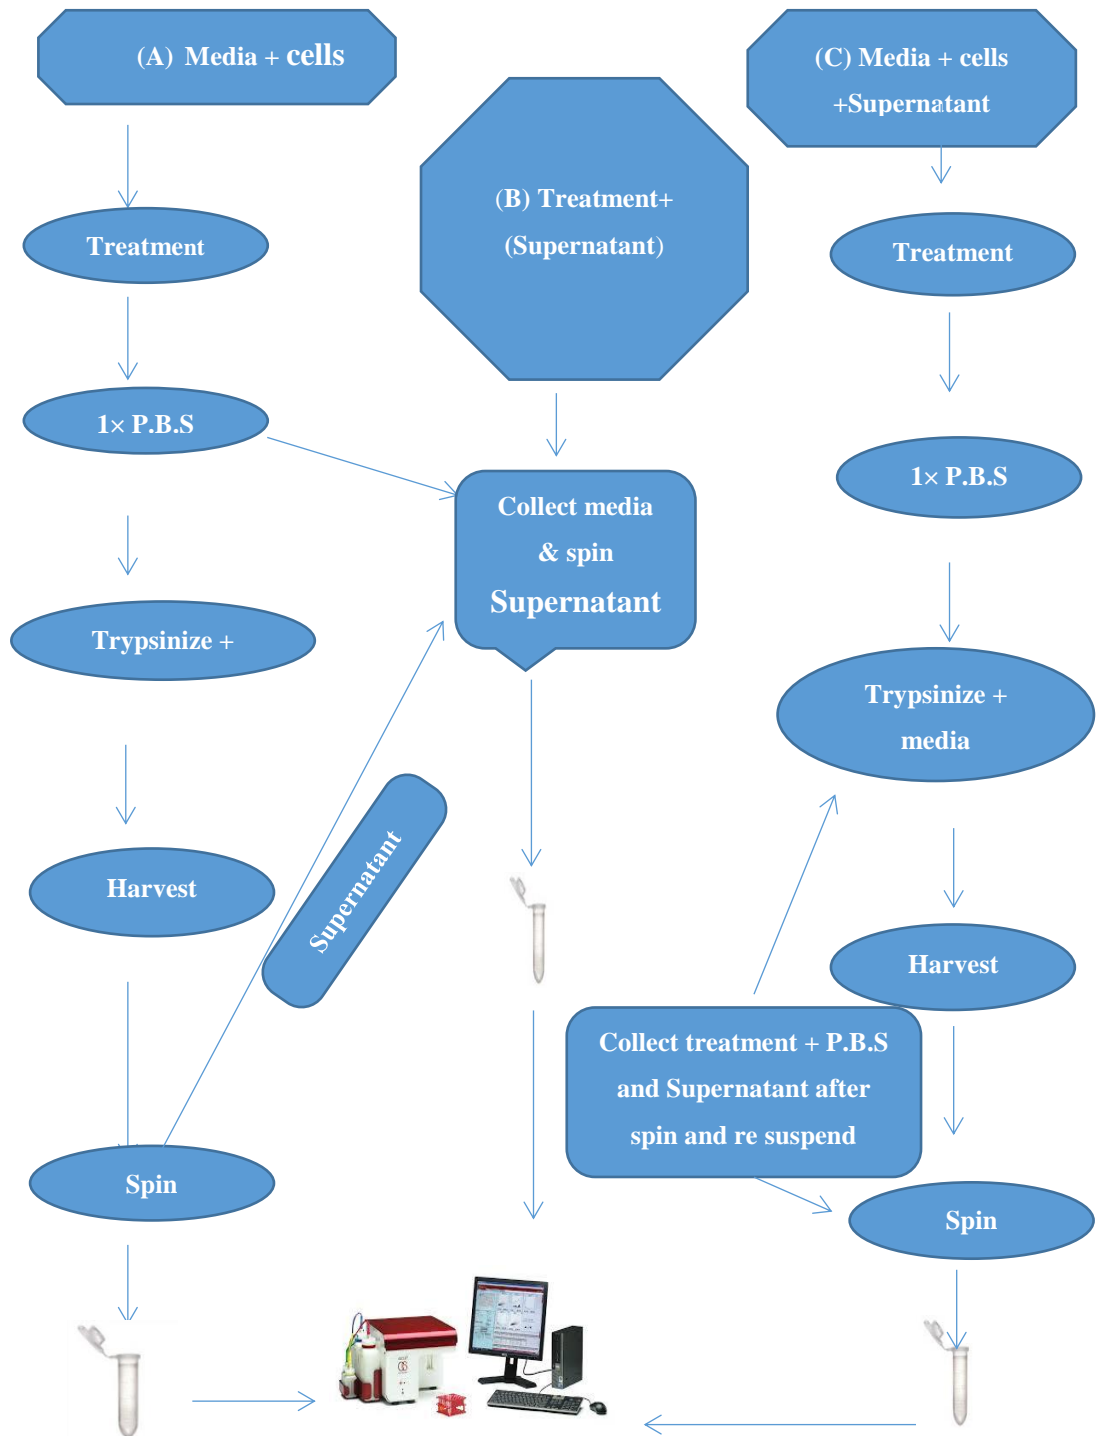 (A) Media + cells
Treatment
1× P.B.S
Trypsinize +
Harvest
Spin
(B) Treatment+
(Supernatant)
Collect media
& spin
Supernatant
Supernatant
(C) Media + cells
+Supernatant
Treatment
1× P.B.S
Trypsinize +
media
Harvest
Collect treatment + P.B.S
and Supernatant after
spin and re suspend
Spin